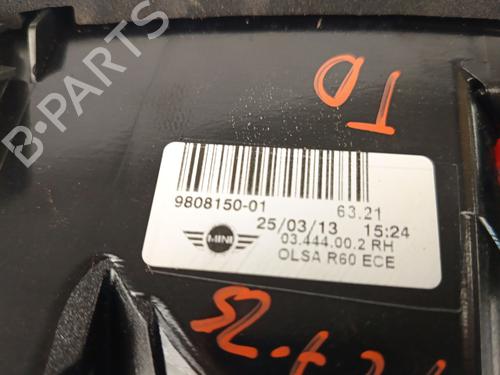 TD
9808150-01 63.21
25/03/13 15:24
MINI 03.444.00.2 RH
OLSA R60 ECE